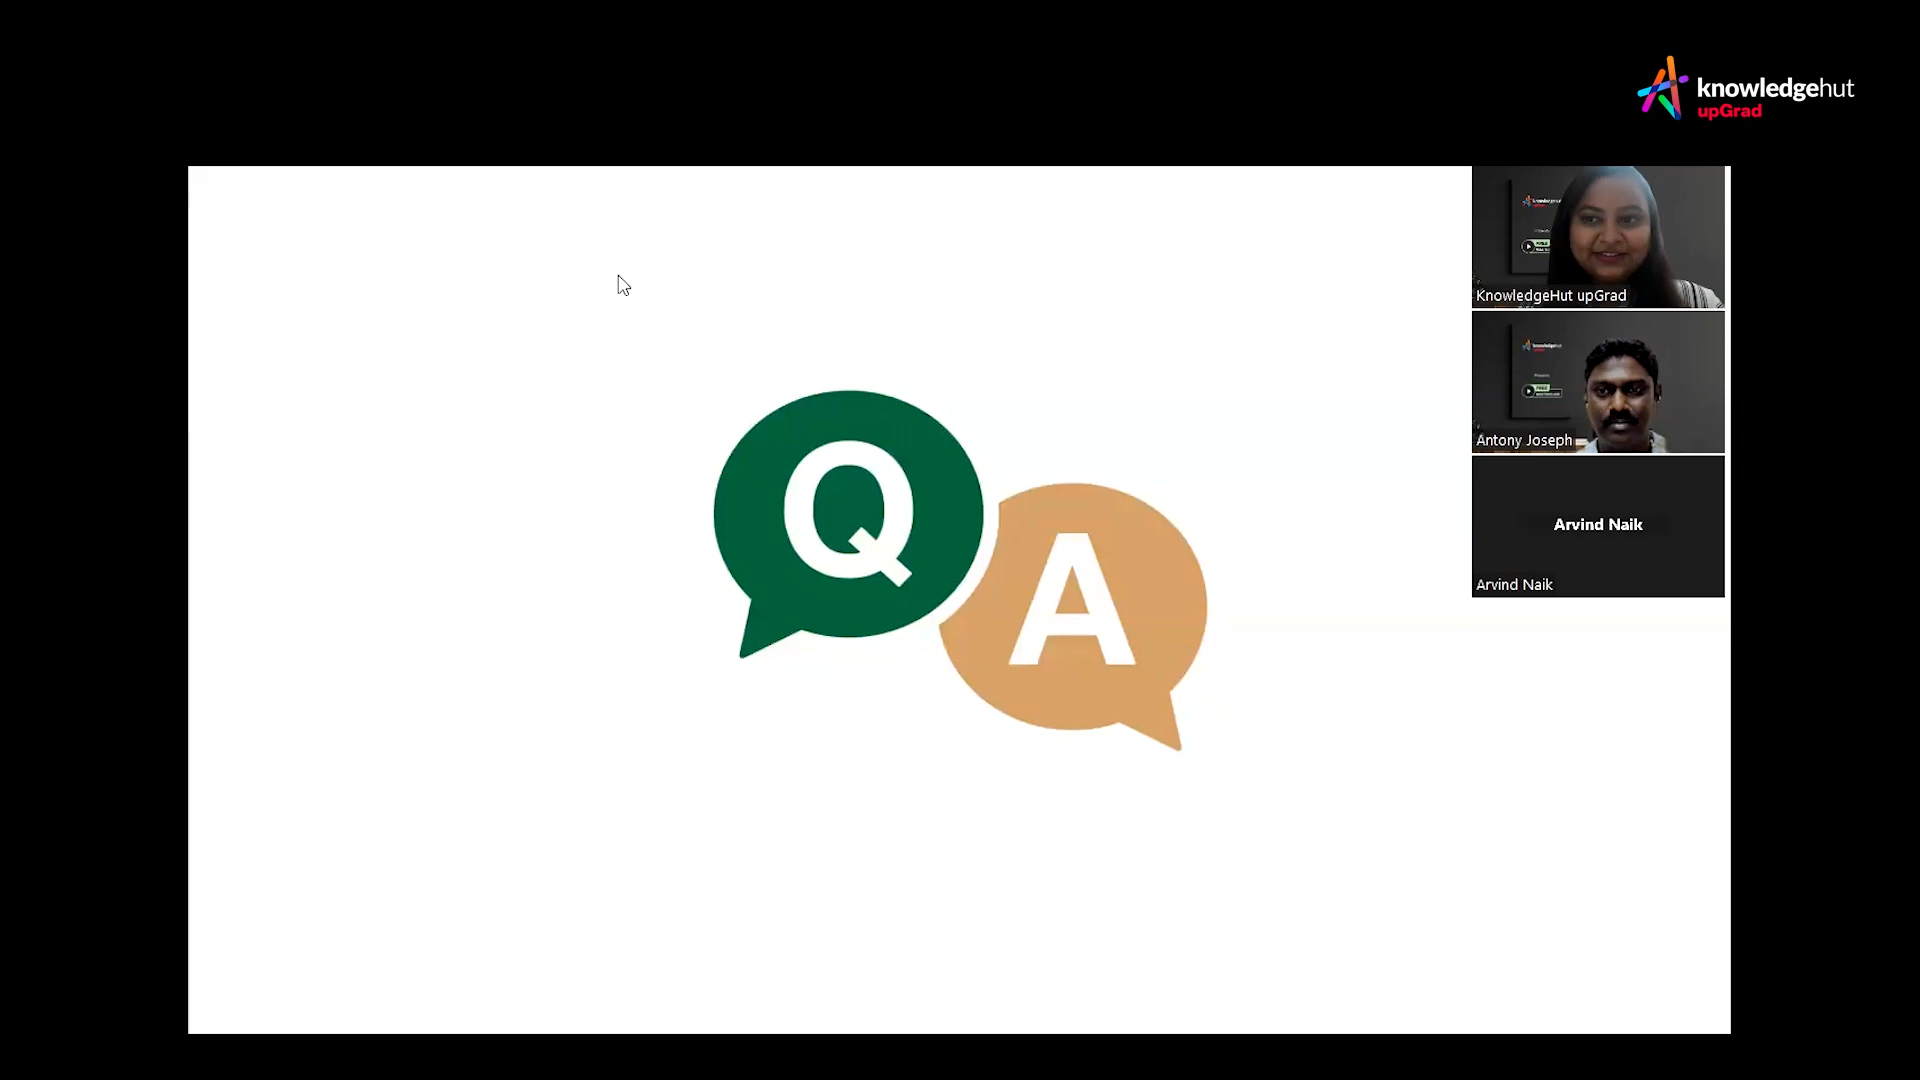 knowledgehut
upGrad
KnowledgeHut upGrad
Q
A
Antony Joseph
Arvind Naik
Arvind Naik